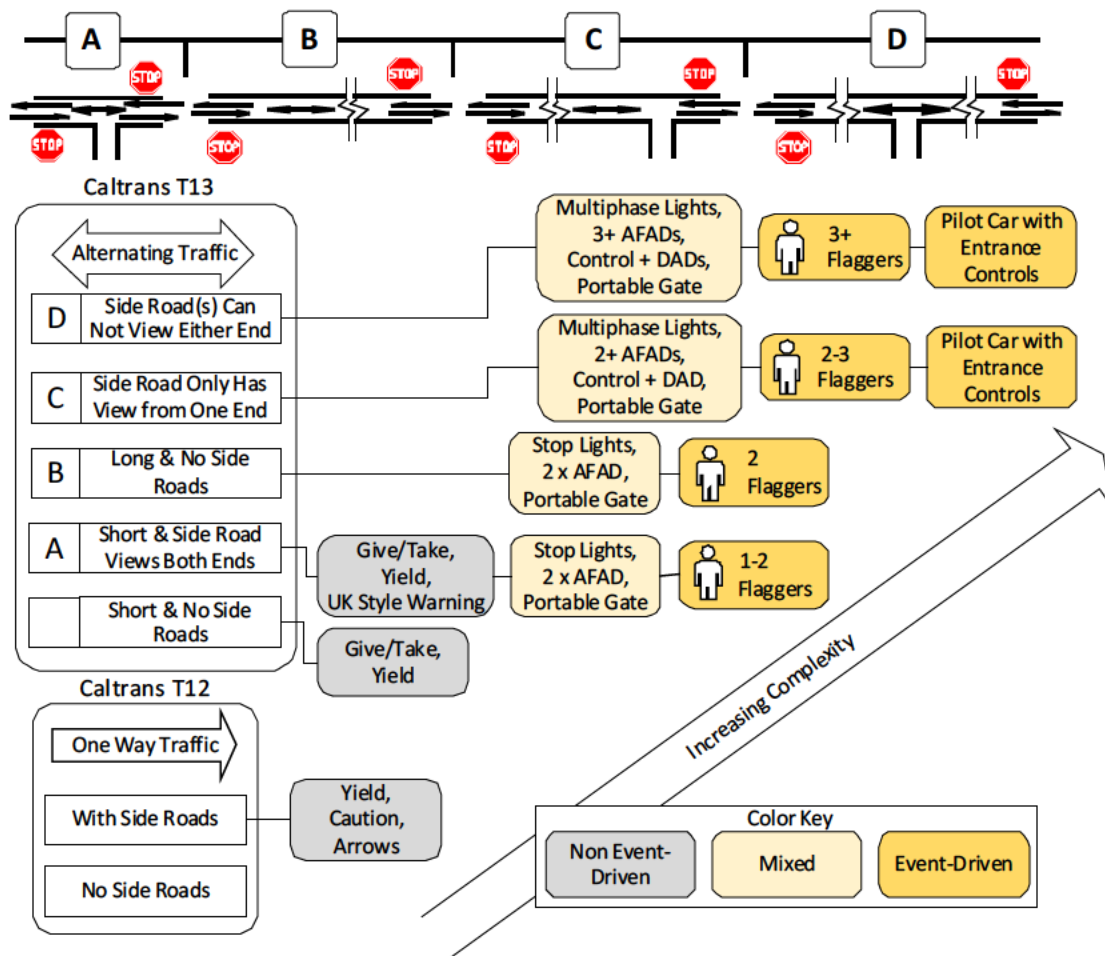 A
B
C
D
STOP
STOP
STOP
STOP
STOP
STOP
STOP
STOP
Caltrans T13
Alternating Traffic
D
Side Road(s) Can
Not View Either End
Multiphase Lights,
3+ AFADs,
Control + DADs,
Portable Gate
3+
Flaggers
Pilot Car with
Entrance
Controls
C
Side Road Only Has
View from One End
Multiphase Lights,
2+ AFADs,
Control + DAD,
Portable Gate
2-3
Flaggers
Pilot Car with
Entrance
Controls
B
Long & No Side
Roads
Stop Lights,
2 x AFAD,
Portable Gate
2
Flaggers
A
Short & Side Road
Views Both Ends
Give/Take,
Yield,
UK Style Warning
Stop Lights,
2 x AFAD,
Portable Gate
1-2
Flaggers
Short & No Side
Roads
Give/Take,
Yield
Caltrans T12
One Way Traffic
With Side Roads
Yield,
Caution,
Arrows
No Side Roads
Increasing Complexity
Color Key
Non Event-
Driven
Mixed
Event-Driven